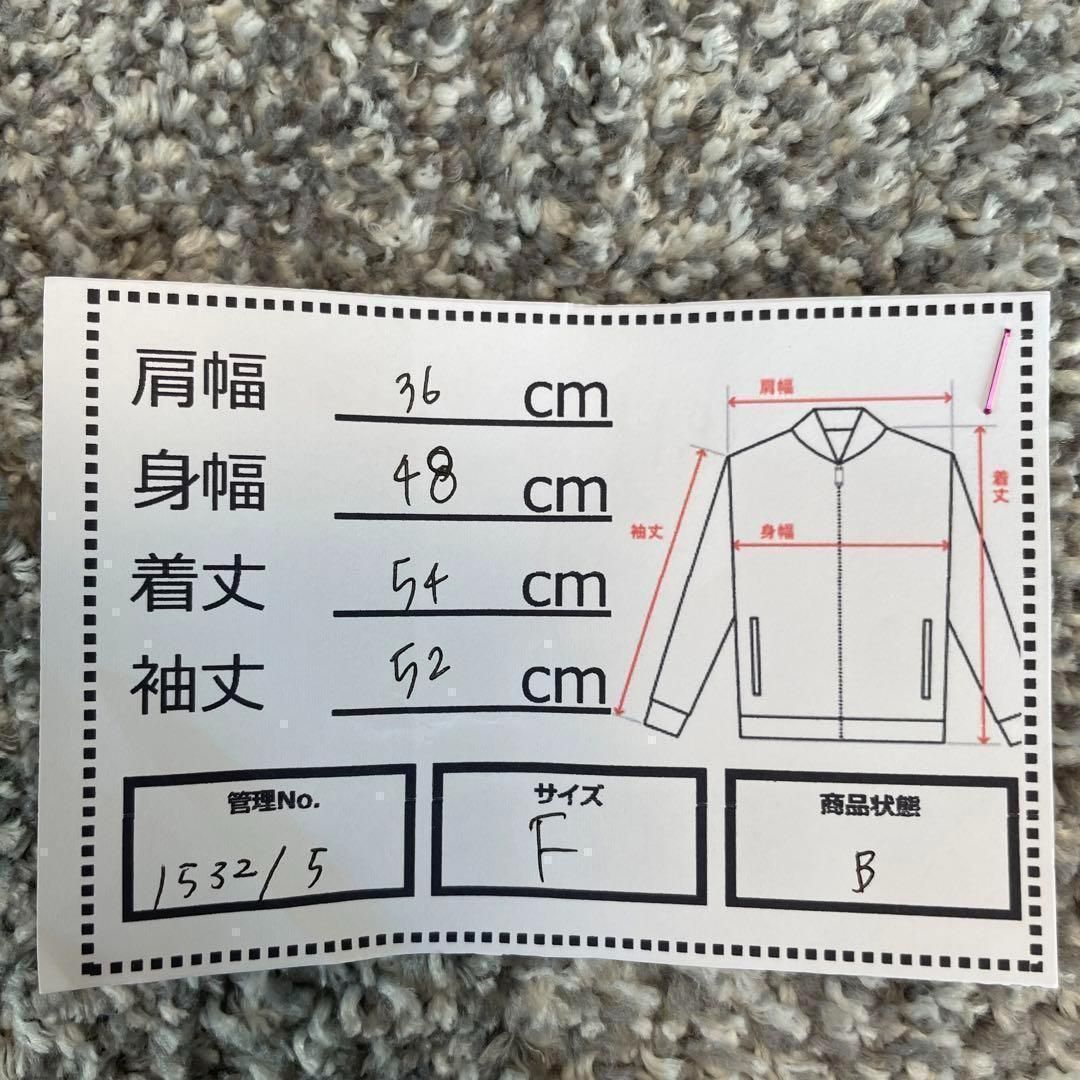 肩幅 36 cm
身幅 48 cm
着丈 54 cm
袖丈 52 cm
肩幅
着丈
袖丈
身幅
管理No.
1532/5
サイズ
F
商品状態
B